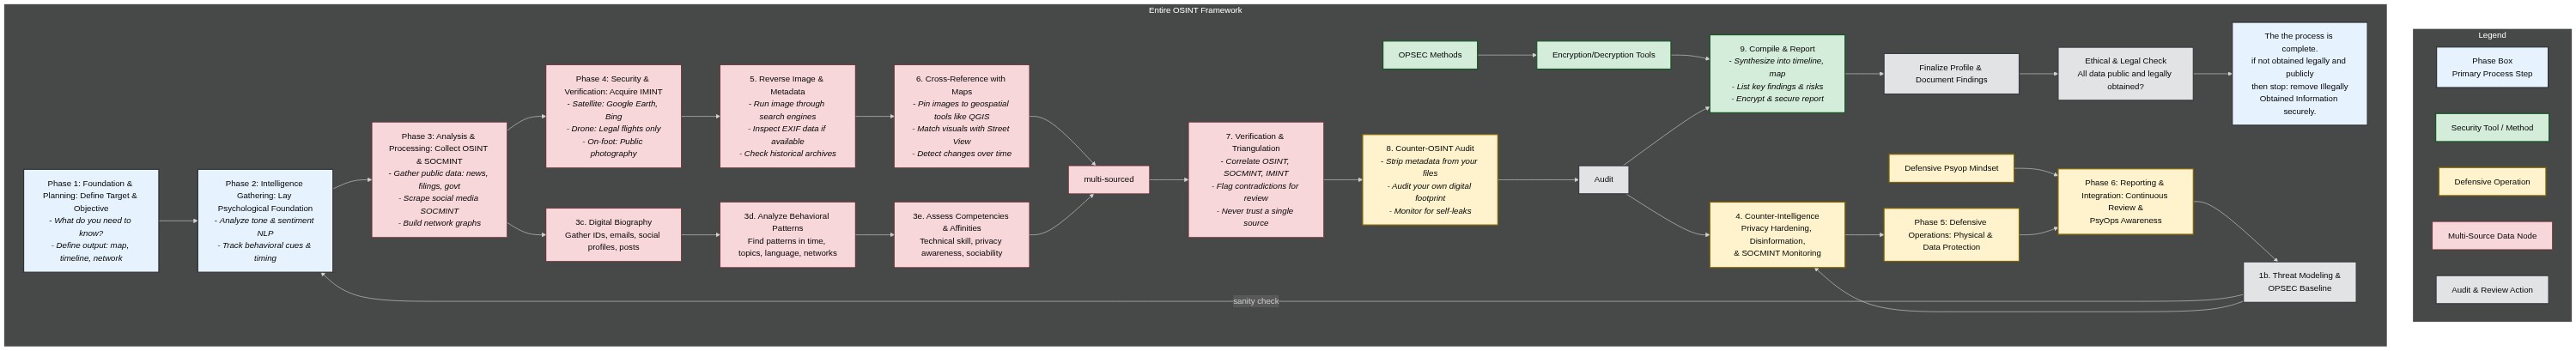 Entire OSINT Framework
Phase 1: Foundation &
Planning: Define Target &
Objective
- What do you need to
know?
- Define output: map,
timeline, network
Phase 2: Intelligence
Gathering: Lay
Psychological Foundation
- Analyze tone & sentiment
NLP
- Track behavioral cues &
timing
Phase 3: Analysis &
Processing: Collect OSINT
& SOCMINT
- Gather public data: news,
filings, govt
- Scrape social media
SOCMINT
- Build network graphs
Phase 4: Security &
Verification: Acquire IMINT
- Satellite: Google Earth,
Bing
- Drone: Legal flights only
- On-foot: Public
photography
5. Reverse Image &
Metadata
- Run image through
search engines
- Inspect EXIF data if
available
- Check historical archives
6. Cross-Reference with
Maps
- Pin images to geospatial
tools like QGIS
- Match visuals with Street
View
- Detect changes over time
3c. Digital Biography
Gather IDs, emails, social
profiles, posts
3d. Analyze Behavioral
Patterns
Find patterns in time,
topics, language, networks
3e. Assess Competencies
& Affinities
Technical skill, privacy
awareness, sociability
multi-sourced
7. Verification &
Triangulation
- Correlate OSINT,
SOCMINT, IMINT
- Flag contradictions for
review
- Never trust a single
source
8. Counter-OSINT Audit
- Strip metadata from your
files
- Audit your own digital
footprint
- Monitor for self-leaks
Audit
OPSEC Methods
Encryption/Decryption Tools
9. Compile & Report
- Synthesize into timeline,
map
- List key findings & risks
- Encrypt & secure report
Finalize Profile &
Document Findings
Ethical & Legal Check
All data public and legally
obtained?
The the process is
complete.
if not obtained legally and
publicly
then stop: remove Illegally
Obtained Information
securely.
4. Counter-Intelligence
Privacy Hardening,
Disinformation,
& SOCMINT Monitoring
Defensive Psyop Mindset
Phase 5: Defensive
Operations: Physical &
Data Protection
Phase 6: Reporting &
Integration: Continuous
Review &
PsyOps Awareness
1b. Threat Modeling &
OPSEC Baseline
sanity check
Legend
Phase Box
Primary Process Step
Security Tool / Method
Defensive Operation
Multi-Source Data Node
Audit & Review Action